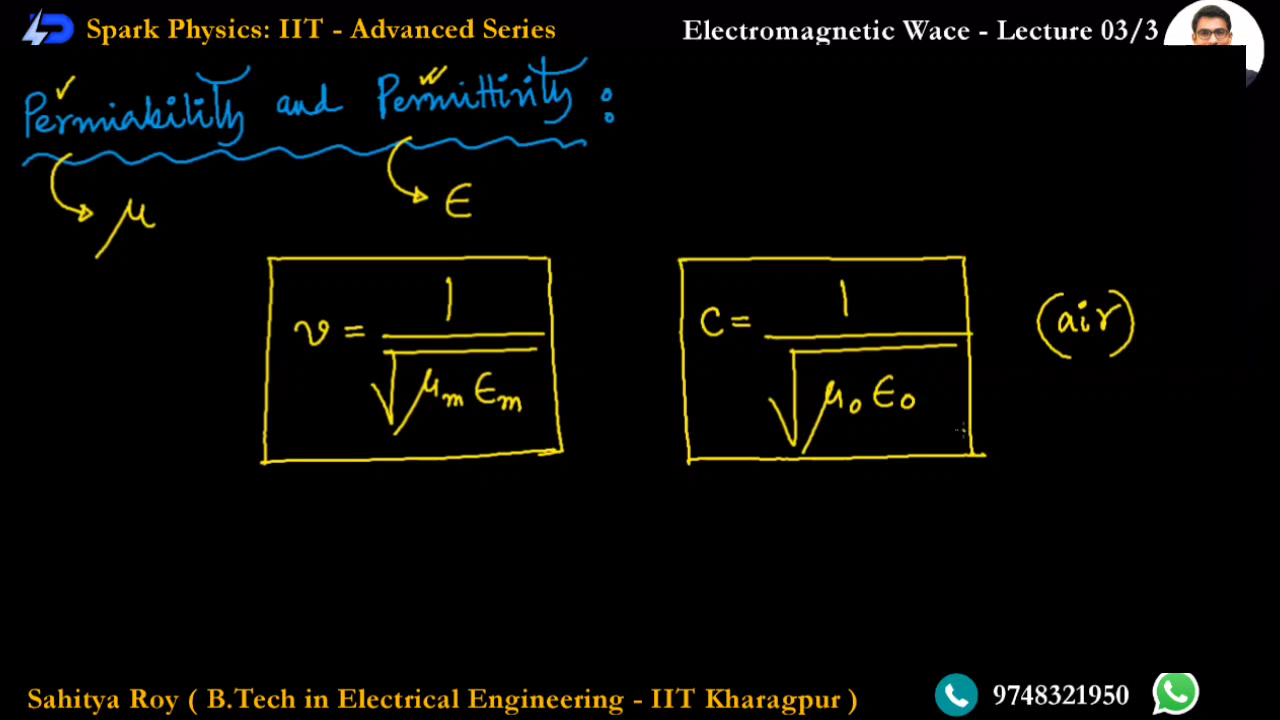 Spark Physics: IIT - Advanced Series
Electromagnetic Wace - Lecture 03/3
Permiability and Permittivity :
μ
ϵ
v = 1 / √(μm ϵm)
C = 1 / √(μ0 ϵ0)
(air)
Sahitya Roy ( B.Tech in Electrical Engineering - IIT Kharagpur )
9748321950